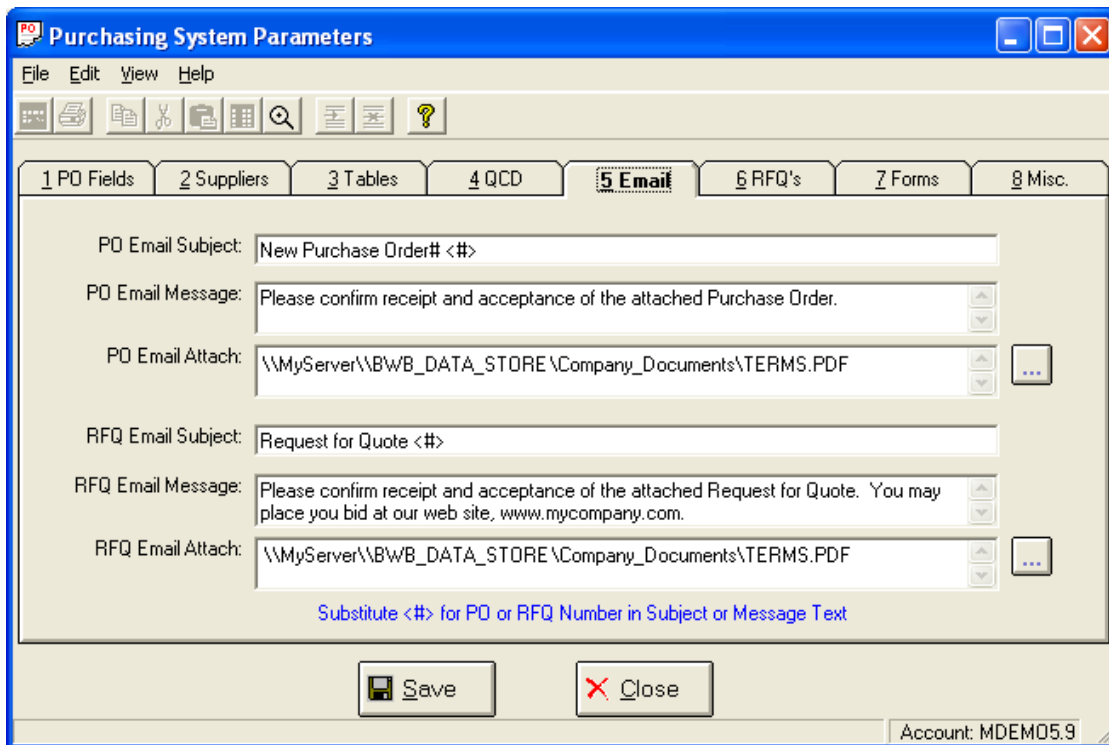 PO
Purchasing System Parameters
File Edit View Help
1 PO Fields 2 Suppliers 3 Tables 4 QCD 5 Email 6 RFQ's 7 Forms 8 Misc.
PO Email Subject: New Purchase Order# <#>
PO Email Message: Please confirm receipt and acceptance of the attached Purchase Order.
PO Email Attach: \\MyServer\\BWB_DATA_STORE\Company_Documents\TERMS.PDF
...
RFQ Email Subject: Request for Quote <#>
RFQ Email Message: Please confirm receipt and acceptance of the attached Request for Quote. You may
place you bid at our web site, www.mycompany.com.
RFQ Email Attach: \\MyServer\\BWB_DATA_STORE\Company_Documents\TERMS.PDF
...
Substitute <#> for PO or RFQ Number in Subject or Message Text
Save Close
Account: MDEMO5.9